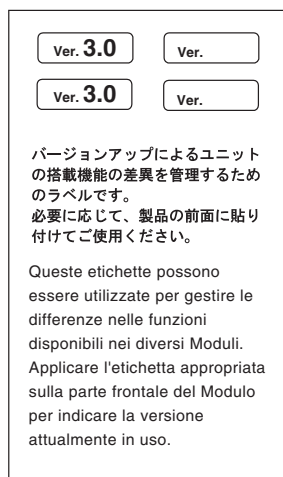 Ver. 3.0 Ver.
Ver. 3.0 Ver.
バージョンアップによるユニット
の搭載機能の差異を管理するため
のラベルです。
必要に応じて、製品の前面に貼り
付けてご使用ください。
Queste etichette possono
essere utilizzate per gestire le
differenze nelle funzioni
disponibili nei diversi Moduli.
Applicare l'etichetta appropriata
sulla parte frontale del Modulo
per indicare la versione
attualmente in uso.